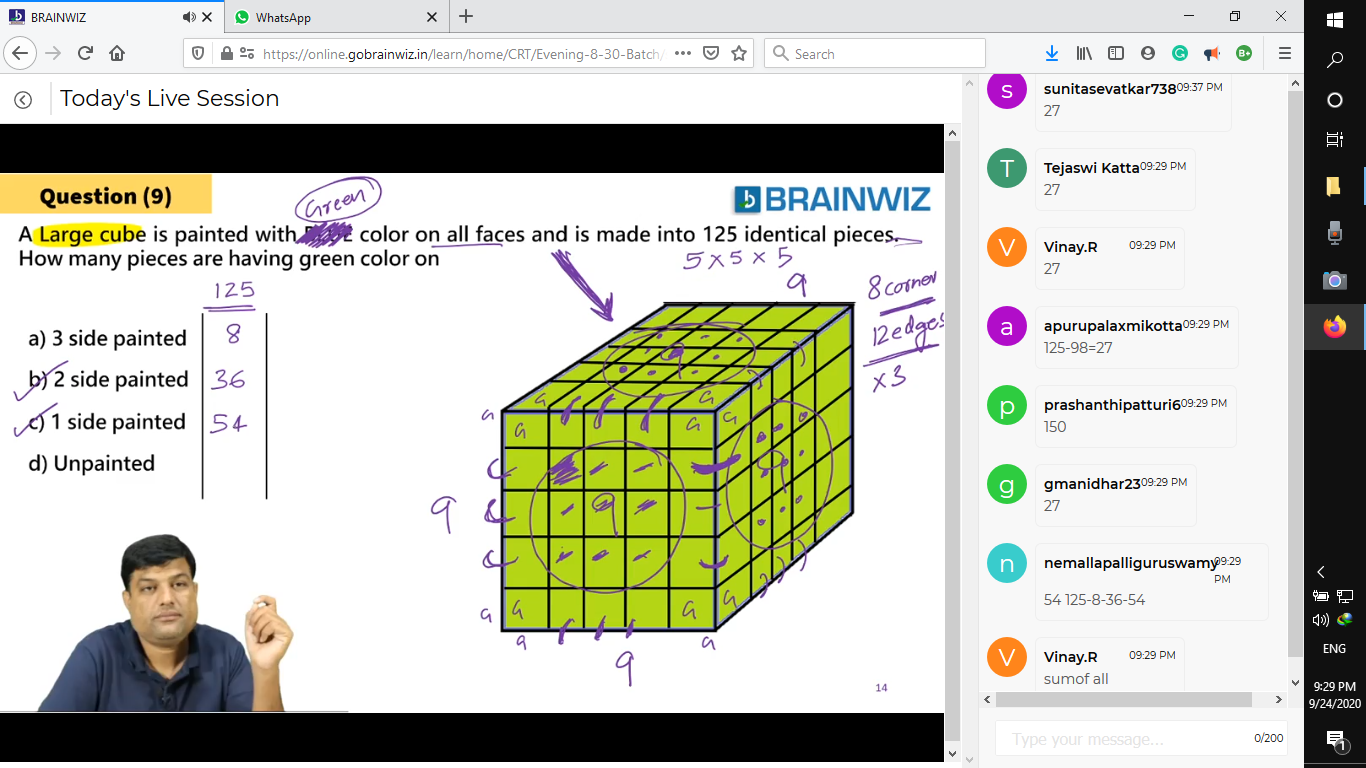 BRAINWIZ
WhatsApp
https://online.gobrainwiz.in/learn/home/CRT/Evening-8-30-Batch/
Search
Today's Live Session
Question (9)
Green
BRAINWIZ
A Large cube is painted with color on all faces and is made into 125 identical pieces.
How many pieces are having green color on
5 × 5 × 5
125
a) 3 side painted 8
b) 2 side painted 36
c) 1 side painted 54
d) Unpainted
9
8 corner
12 edges
×3
9
9
9
9
9
14
s
sunitasevatkar738 09:37 PM
27
T
Tejaswi Katta 09:29 PM
27
V
Vinay.R 09:29 PM
27
a
apurupalaxmikotta 09:29 PM
125-98=27
p
prashanthipatturi6 09:29 PM
150
g
gmanidhar23 09:29 PM
27
n
nemallapalliguruswamy 09:29 PM
54 125-8-36-54
V
Vinay.R 09:29 PM
sumof all
Type your message...
0/200
B+
ENG
9:29 PM
9/24/2020
1